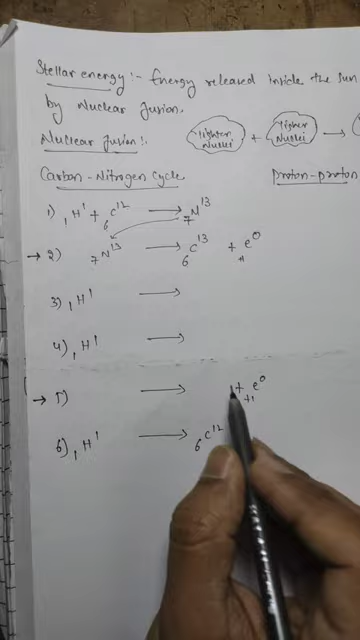 Stellar energy :- Energy released inside the sun
by Nuclear fusion.
Nuclear fusion :- Lighter Nuclei + Lighter Nuclei →
Carbon-Nitrogen cycle Proton-proton
1) ₁H¹ + ₆C¹² → ₇N¹³
→ 2) ₇N¹³ → ₆C¹³ + ₊₁e⁰
3) ₁H¹ →
4) ₁H¹ →
→ 5) → + ₊₁e⁰
6) ₁H¹ → ₆C¹²